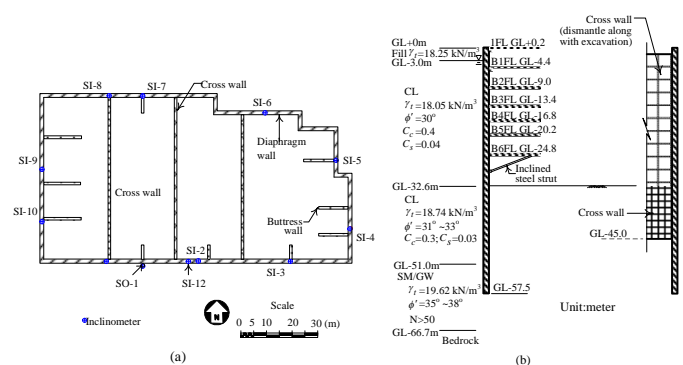 SI-8
SI-7
Cross wall
SI-6
Diaphragm
wall
SI-9
SI-5
Cross wall
SI-10
Buttress
wall
SI-4
SI-2
SO-1
SI-12
SI-3
Inclinometer
Scale
0 5 10 20 30 (m)
(a)
Cross wall
(dismantle along
with excavation)
GL+0m
1FL GL+0.2
Fill γt=18.25 kN/m³
GL-3.0m
B1FL GL-4.4
B2FL GL-9.0
B3FL GL-13.4
B4FL GL-16.8
B5FL GL-20.2
B6FL GL-24.8
CL
γt =18.05 kN/m³
ϕ' =30°
Cc=0.4
Cs=0.04
Inclined
steel strut
GL-32.6m
CL
γt =18.74 kN/m³
ϕ' =31° ~33°
Cc=0.3; Cs=0.03
Cross wall
GL-45.0
GL-51.0m
SM/GW
γt =19.62 kN/m³
ϕ' =35° ~38°
N>50
GL-57.5
GL-66.7m
Bedrock
Unit:meter
(b)